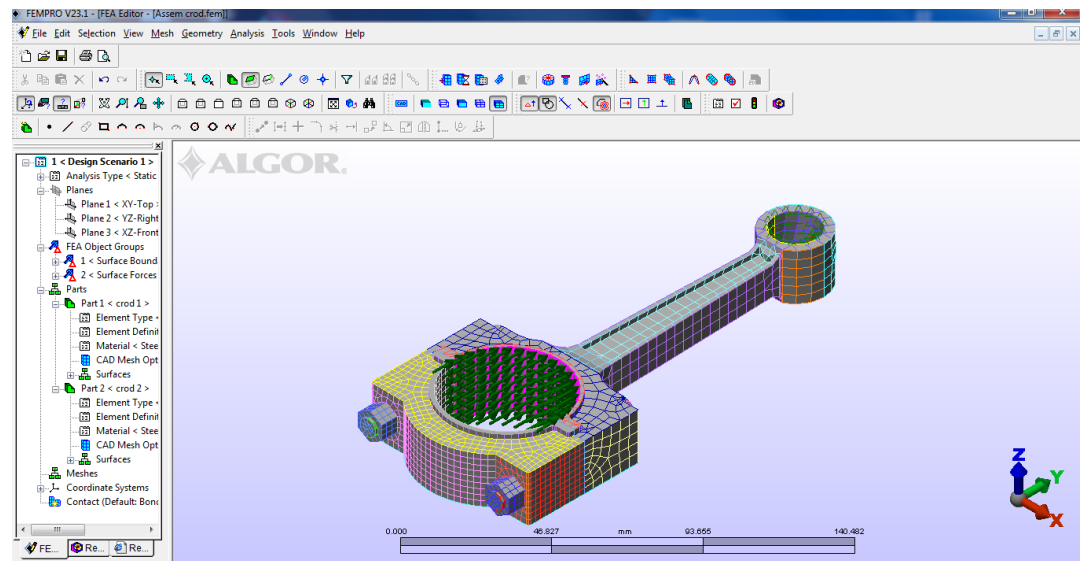 FEMPRO V23.1 - [FEA Editor - [Assem crod.fem]]
File Edit Selection View Mesh Geometry Analysis Tools Window Help
1 < Design Scenario 1 >
Analysis Type < Static
Planes
Plane 1 < XY-Top >
Plane 2 < YZ-Right
Plane 3 < XZ-Front
FEA Object Groups
1 < Surface Bound
2 < Surface Forces
Parts
Part 1 < crod 1 >
Element Type <
Element Definit
Material < Stee
CAD Mesh Opt
Surfaces
Part 2 < crod 2 >
Element Type <
Element Definit
Material < Stee
CAD Mesh Opt
Surfaces
Meshes
Coordinate Systems
Contact (Default: Bon
FE... Re... Re...
ALGOR.
0.000 46.827 mm 93.655 140.482
Z
Y
X